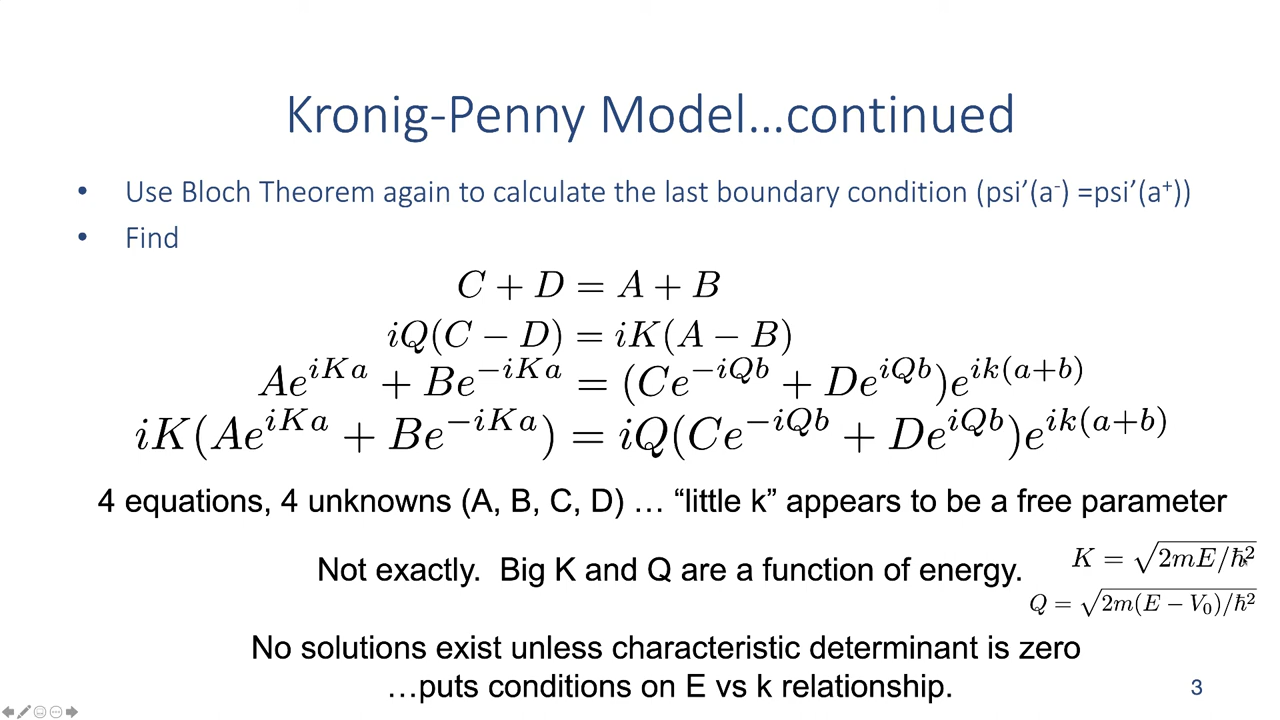 Kronig-Penny Model...continued
• Use Bloch Theorem again to calculate the last boundary condition (psi’(a⁻) =psi’(a⁺))
• Find
C + D = A + B
iQ(C − D) = iK(A − B)
Ae^{iKa} + Be^{−iKa} = (Ce^{−iQb} + De^{iQb})e^{ik(a+b)}
iK(Ae^{iKa} + Be^{−iKa}) = iQ(Ce^{−iQb} + De^{iQb})e^{ik(a+b)}
4 equations, 4 unknowns (A, B, C, D) … “little k” appears to be a free parameter
Not exactly. Big K and Q are a function of energy.
K = √(2mE/ħ²)
Q = √(2m(E − V₀)/ħ²)
No solutions exist unless characteristic determinant is zero
…puts conditions on E vs k relationship.
3